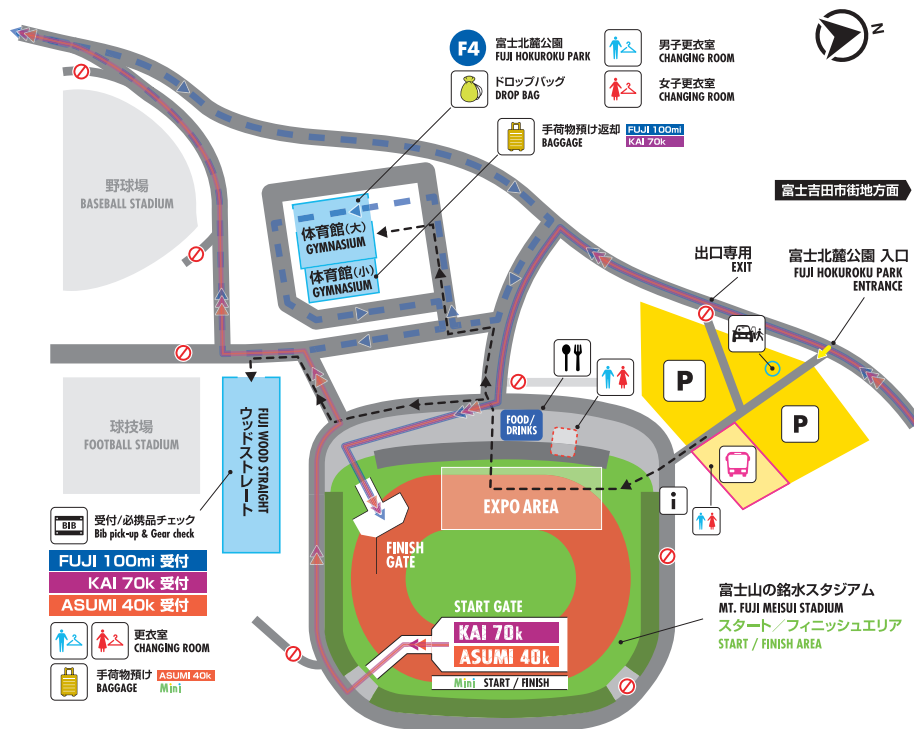 F4
富士北麓公園
FUJI HOKUROKU PARK
男子更衣室
CHANGING ROOM
N
ドロップバッグ
DROP BAG
女子更衣室
CHANGING ROOM
手荷物預け返却 FUJI 100mi
BAGGAGE KAI 70k
野球場
BASEBALL STADIUM
富士吉田市街地方面
体育館(大)
GYMNASIUM
体育館(小)
GYMNASIUM
出口専用
EXIT
富士北麓公園 入口
FUJI HOKUROKU PARK
ENTRANCE
P
P
球技場
FOOTBALL STADIUM
FUJI WOOD STRAIGHT
ウッドストレート
FOOD/
DRINKS
EXPO AREA
i
BIB
受付/必携品チェック
Bib pick-up & Gear check
FUJI 100mi 受付
KAI 70k 受付
ASUMI 40k 受付
更衣室
CHANGING ROOM
手荷物預け ASUMI 40k
BAGGAGE Mini
FINISH
GATE
START GATE
KAI 70k
ASUMI 40k
Mini START / FINISH
富士山の銘水スタジアム
MT. FUJI MEISUI STADIUM
スタート/フィニッシュエリア
START / FINISH AREA